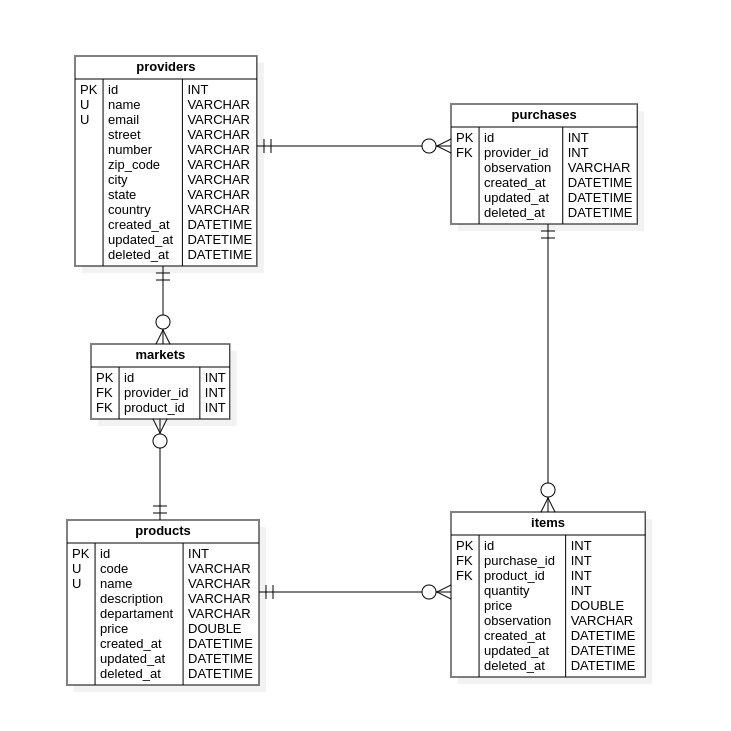 providers
PK id INT
U name VARCHAR
U email VARCHAR
street VARCHAR
number VARCHAR
zip_code VARCHAR
city VARCHAR
state VARCHAR
country VARCHAR
created_at DATETIME
updated_at DATETIME
deleted_at DATETIME
purchases
PK id INT
FK provider_id INT
observation VARCHAR
created_at DATETIME
updated_at DATETIME
deleted_at DATETIME
markets
PK id INT
FK provider_id INT
FK product_id INT
products
PK id INT
U code VARCHAR
U name VARCHAR
description VARCHAR
departament VARCHAR
price DOUBLE
created_at DATETIME
updated_at DATETIME
deleted_at DATETIME
items
PK id INT
FK purchase_id INT
FK product_id INT
quantity INT
price DOUBLE
observation VARCHAR
created_at DATETIME
updated_at DATETIME
deleted_at DATETIME